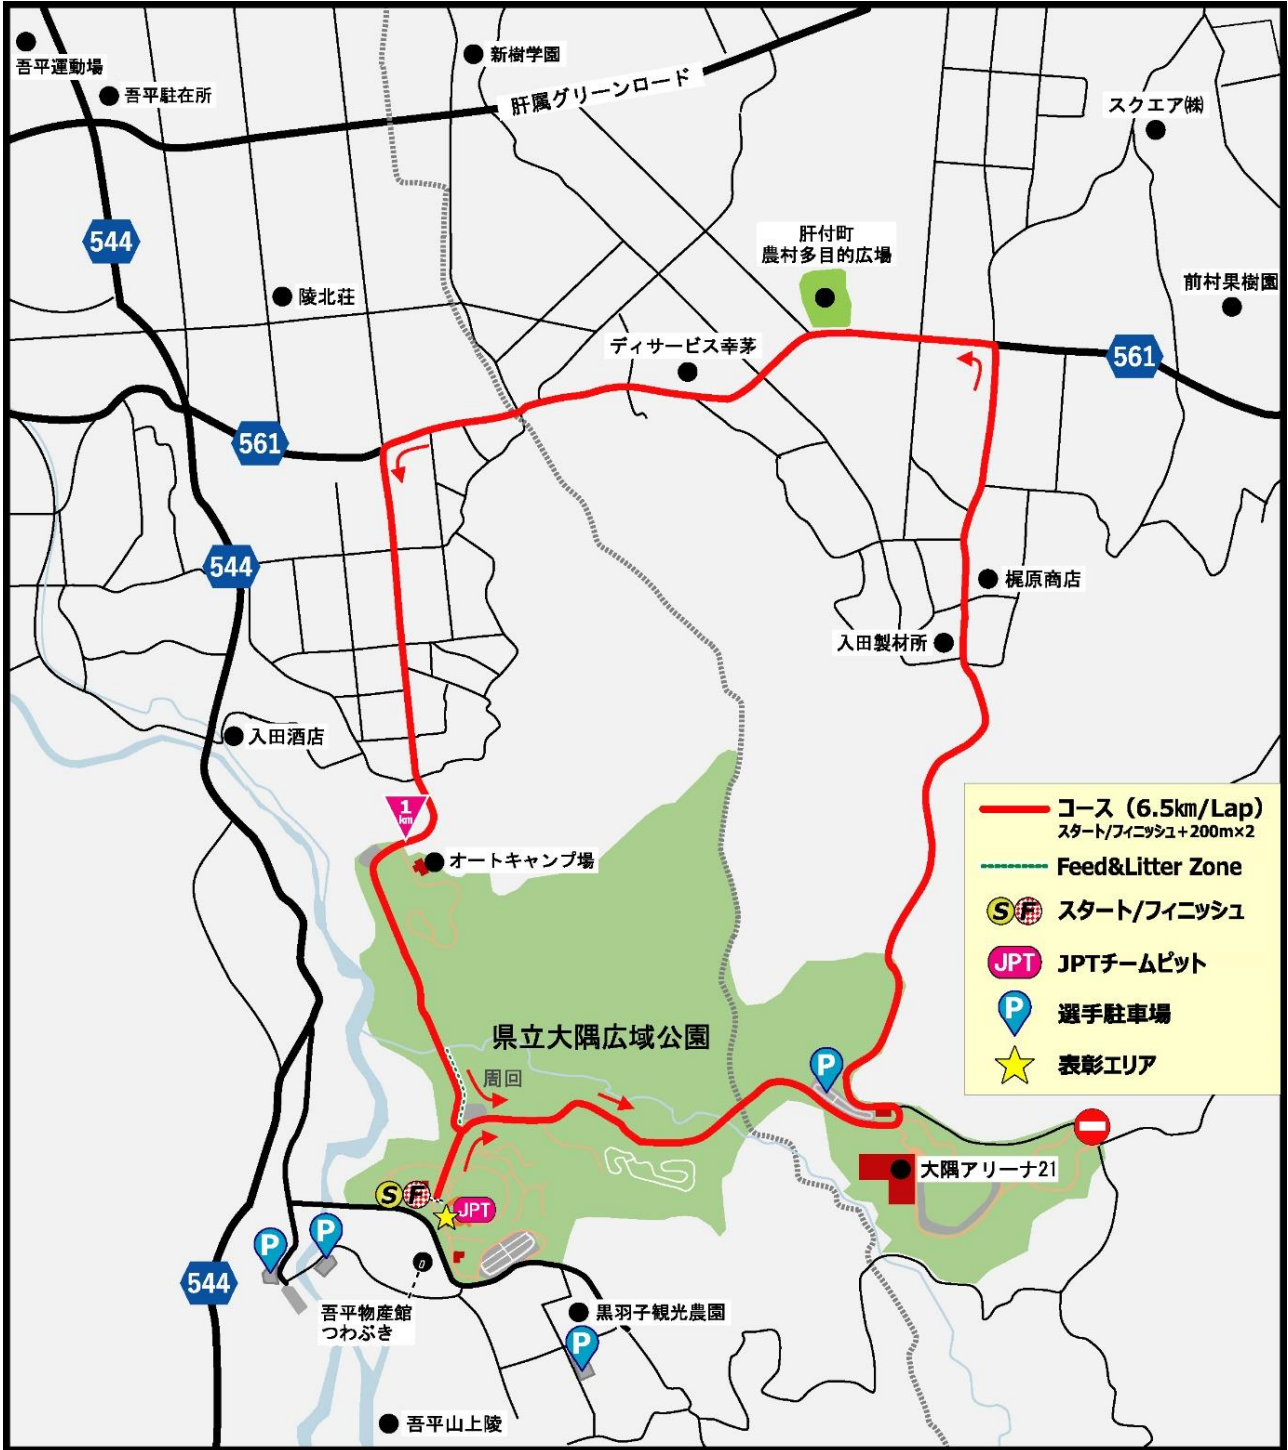 吾平運動場
吾平駐在所
新樹学園
肝属グリーンロード
スクエア㈱
544
陵北荘
肝付町
農村多目的広場
前村果樹園
ディサービス幸茅
561
561
544
梶原商店
入田製材所
入田酒店
1
km
オートキャンプ場
コース（6.5㎞/Lap）
スタート/フィニッシュ＋200m×2
Feed&Litter Zone
S F スタート/フィニッシュ
JPT JPTチームピット
P 選手駐車場
表彰エリア
県立大隅広域公園
周回
P
大隅アリーナ21
S F
JPT
P
P
544
吾平物産館
つわぶき
黒羽子観光農園
P
吾平山上陵